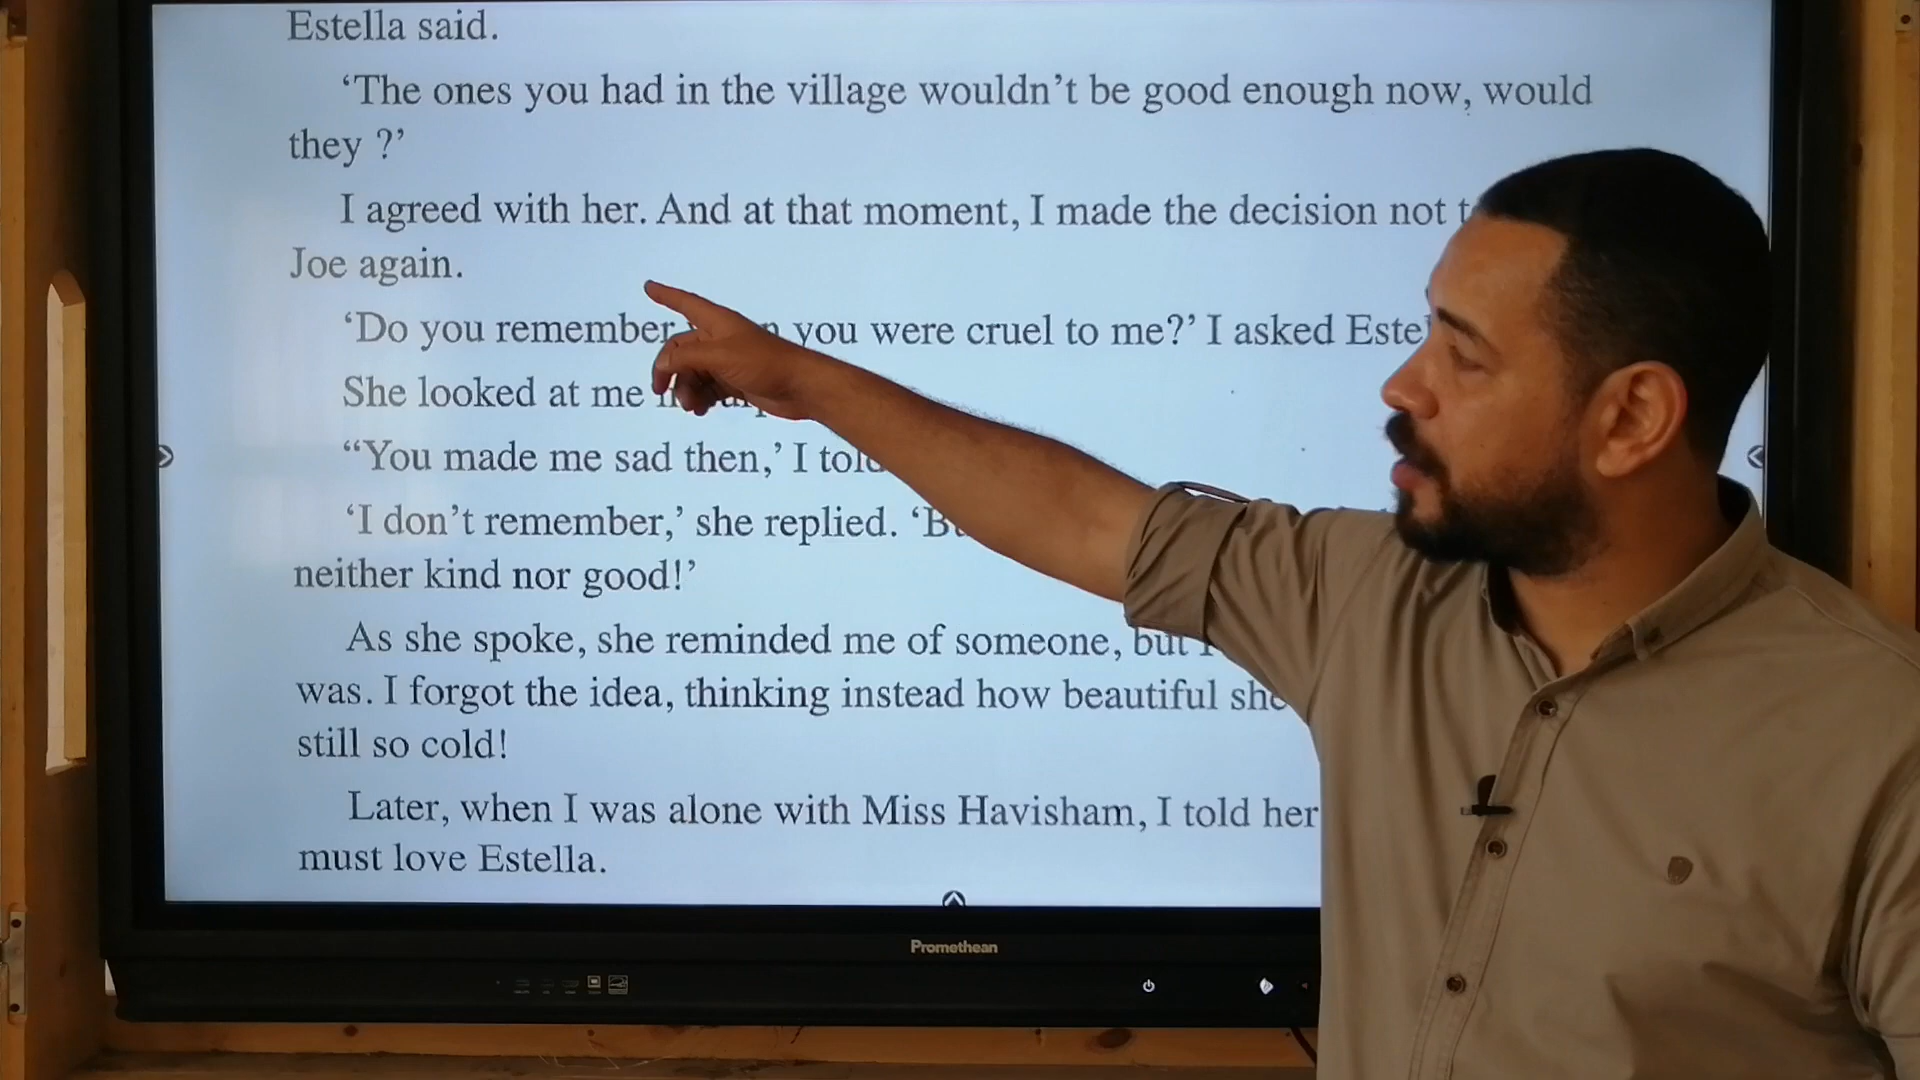 Estella said.
‘The ones you had in the village wouldn’t be good enough now, would
they ?’
I agreed with her. And at that moment, I made the decision not
Joe again.
‘Do you remember you were cruel to me?’ I asked
She looked at me
“You made me sad then,’ I
‘I don’t remember,’ she replied.
neither kind nor good!’
As she spoke, she reminded me of someone, but
was. I forgot the idea, thinking instead how beautiful she
still so cold!
Later, when I was alone with Miss Havisham, I told her
must love Estella.
Promethean